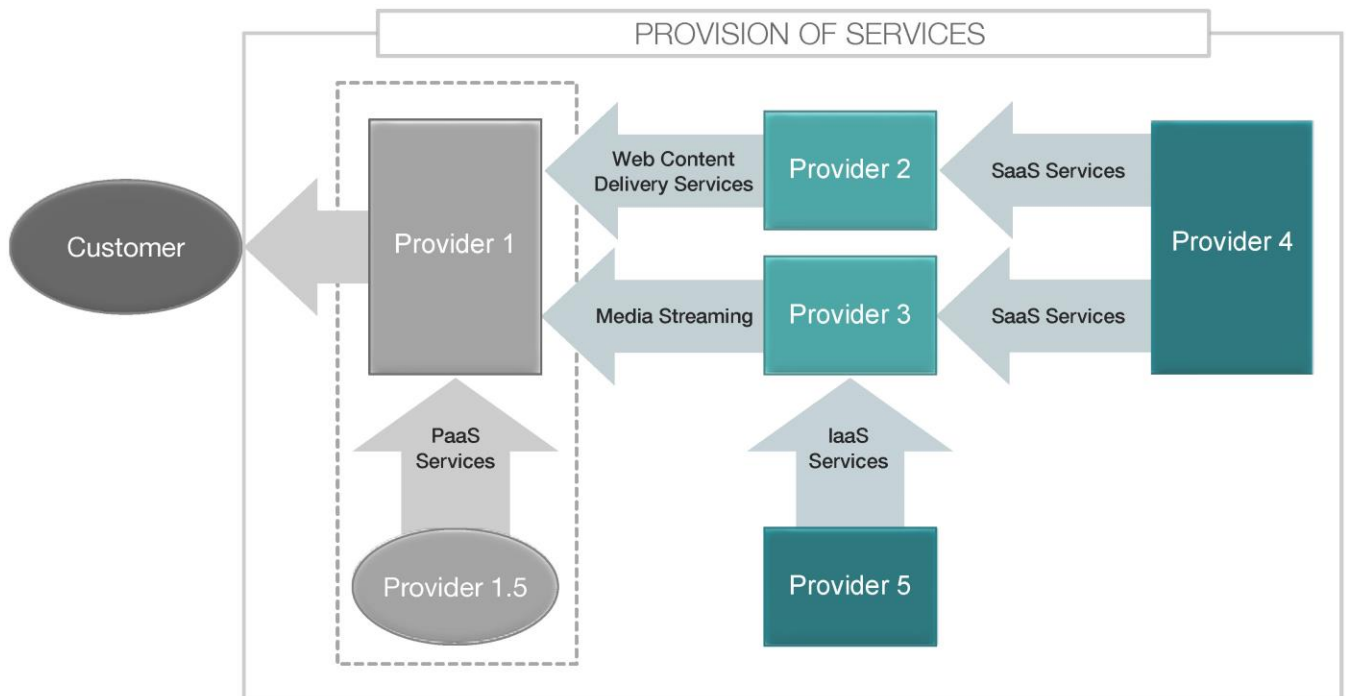 PROVISION OF SERVICES
Customer
Provider 1
Web Content
Delivery Services
Provider 2
SaaS Services
Provider 4
Media Streaming
Provider 3
SaaS Services
PaaS
Services
IaaS
Services
Provider 1.5
Provider 5